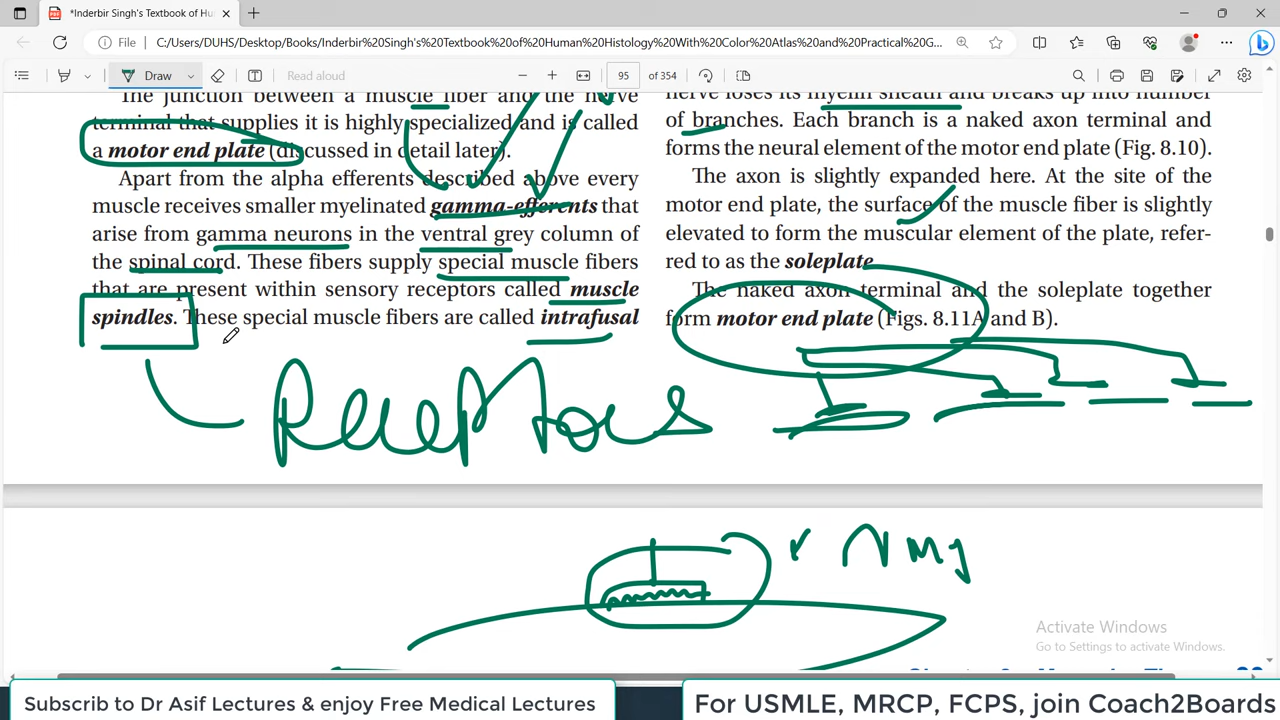 *Inderbir Singh's Textbook of Hu
File
C:/Users/DUHS/Desktop/Books/Inderbir%20Singh's%20Textbook%20of%20Human%20Histology%20With%20Color%20Atlas%20and%20Practical%20G...
Draw
Read aloud
95 of 354
The junction between a muscle fiber and the nerve
terminal that supplies it is highly specialized and is called
a motor end plate (discussed in detail later).
Apart from the alpha efferents described above every
muscle receives smaller myelinated gamma-efferents that
arise from gamma neurons in the ventral grey column of
the spinal cord. These fibers supply special muscle fibers
that are present within sensory receptors called muscle
spindles. These special muscle fibers are called intrafusal
Receptors
nerve loses its myelin sheath and breaks up into number
of branches. Each branch is a naked axon terminal and
forms the neural element of the motor end plate (Fig. 8.10).
The axon is slightly expanded here. At the site of the
motor end plate, the surface of the muscle fiber is slightly
elevated to form the muscular element of the plate, refer-
red to as the soleplate
The naked axon terminal and the soleplate together
form motor end plate (Figs. 8.11A and B).
NMJ
Activate Windows
Go to Settings to activate Windows.
Subscrib to Dr Asif Lectures & enjoy Free Medical Lectures
For USMLE, MRCP, FCPS, join Coach2Boards